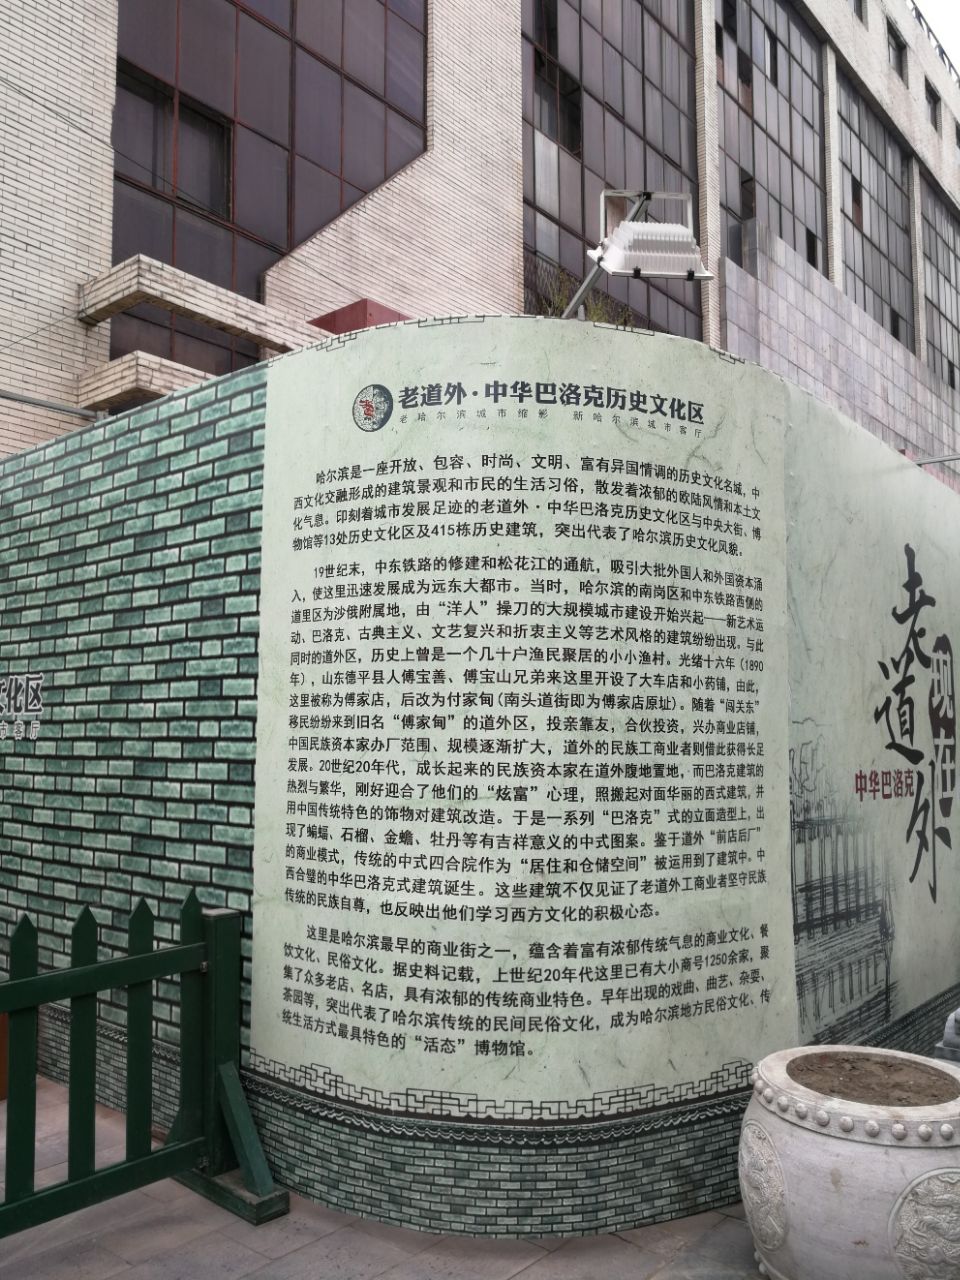 老道外·中华巴洛克历史文化区
老哈尔滨城市缩影 新哈尔滨城市客厅
哈尔滨是一座开放、包容、时尚、文明、富有异国情调的历史文化名城，中
西文化交融形成的建筑景观和市民的生活习俗，散发着浓郁的欧陆风情和本土文
化气息。印刻着城市发展足迹的老道外·中华巴洛克历史文化区与中央大街、博
物馆等13处历史文化区及415栋历史建筑，突出代表了哈尔滨历史文化风貌。
19世纪末，中东铁路的修建和松花江的通航，吸引大批外国人和外国资本涌
入，使这里迅速发展成为远东大都市。当时，哈尔滨的南岗区和中东铁路西侧的
道里区为沙俄附属地，由“洋人”操刀的大规模城市建设开始兴起——新艺术运
动、巴洛克、古典主义、文艺复兴和折衷主义等艺术风格的建筑纷纷出现。与此
同时的道外区，历史上曾是一个几十户渔民聚居的小小渔村。光绪十六年（1890
年），山东德平县人傅宝善、傅宝山兄弟来这里开设了大车店和小药铺，由此，
这里被称为傅家店，后改为付家甸（南头道街即为傅家店原址）。随着“闯关东”
移民纷纷来到旧名“傅家甸”的道外区，投亲靠友，合伙投资，兴办商业店铺，
中国民族资本家办厂范围、规模逐渐扩大，道外的民族工商业者则借此获得长足
发展。20世纪20年代，成长起来的民族资本家在道外腹地置地，而巴洛克建筑的
热烈与繁华，刚好迎合了他们的“炫富”心理，照搬起对面华丽的西式建筑，并
用中国传统特色的饰物对建筑改造。于是一系列“巴洛克”式的立面造型上，出
现了蝙蝠、石榴、金蟾、牡丹等有吉祥意义的中式图案。鉴于道外“前店后厂”
的商业模式，传统的中式四合院作为“居住和仓储空间”被运用到了建筑中。中
西合璧的中华巴洛克式建筑诞生。这些建筑不仅见证了老道外工商业者坚守民族
传统的民族自尊，也反映出他们学习西方文化的积极心态。
这里是哈尔滨最早的商业街之一，蕴含着富有浓郁传统气息的商业文化、餐
饮文化、民俗文化。据史料记载，上世纪20年代这里已有大小商号1250余家，聚
集了众多老店、名店，具有浓郁的传统商业特色。早年出现的戏曲、曲艺、杂耍、
茶园等，突出代表了哈尔滨传统的民间民俗文化，成为哈尔滨地方民俗文化、传
统生活方式最具特色的“活态”博物馆。
文化区
市客厅
老道外
中华巴洛克